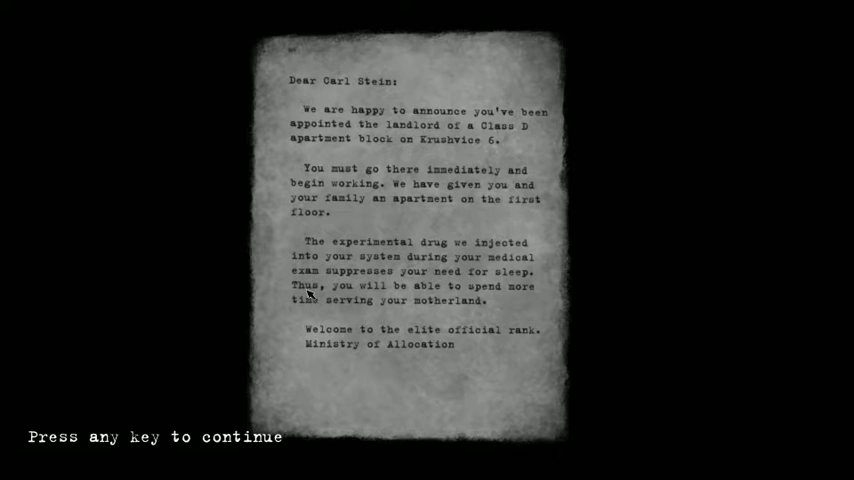 Dear Carl Stein:
We are happy to announce you've been
appointed the landlord of a Class D
apartment block on Krushvice 6.
You must go there immediately and
begin working. We have given you and
your family an apartment on the first
floor.
The experimental drug we injected
into your system during your medical
exam suppresses your need for sleep.
Thus, you will be able to spend more
time serving your motherland.
Welcome to the elite official rank.
Ministry of Allocation
Press any key to continue